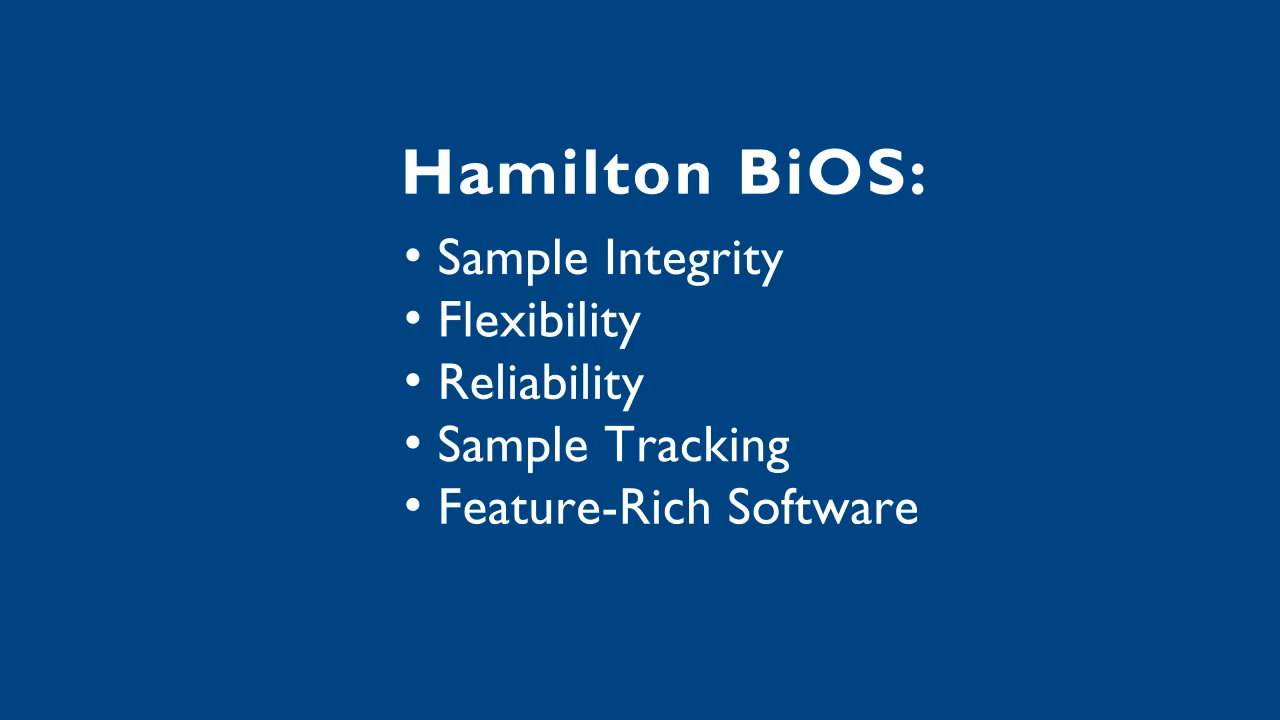 Hamilton BiOS:
• Sample Integrity
• Flexibility
• Reliability
• Sample Tracking
• Feature-Rich Software